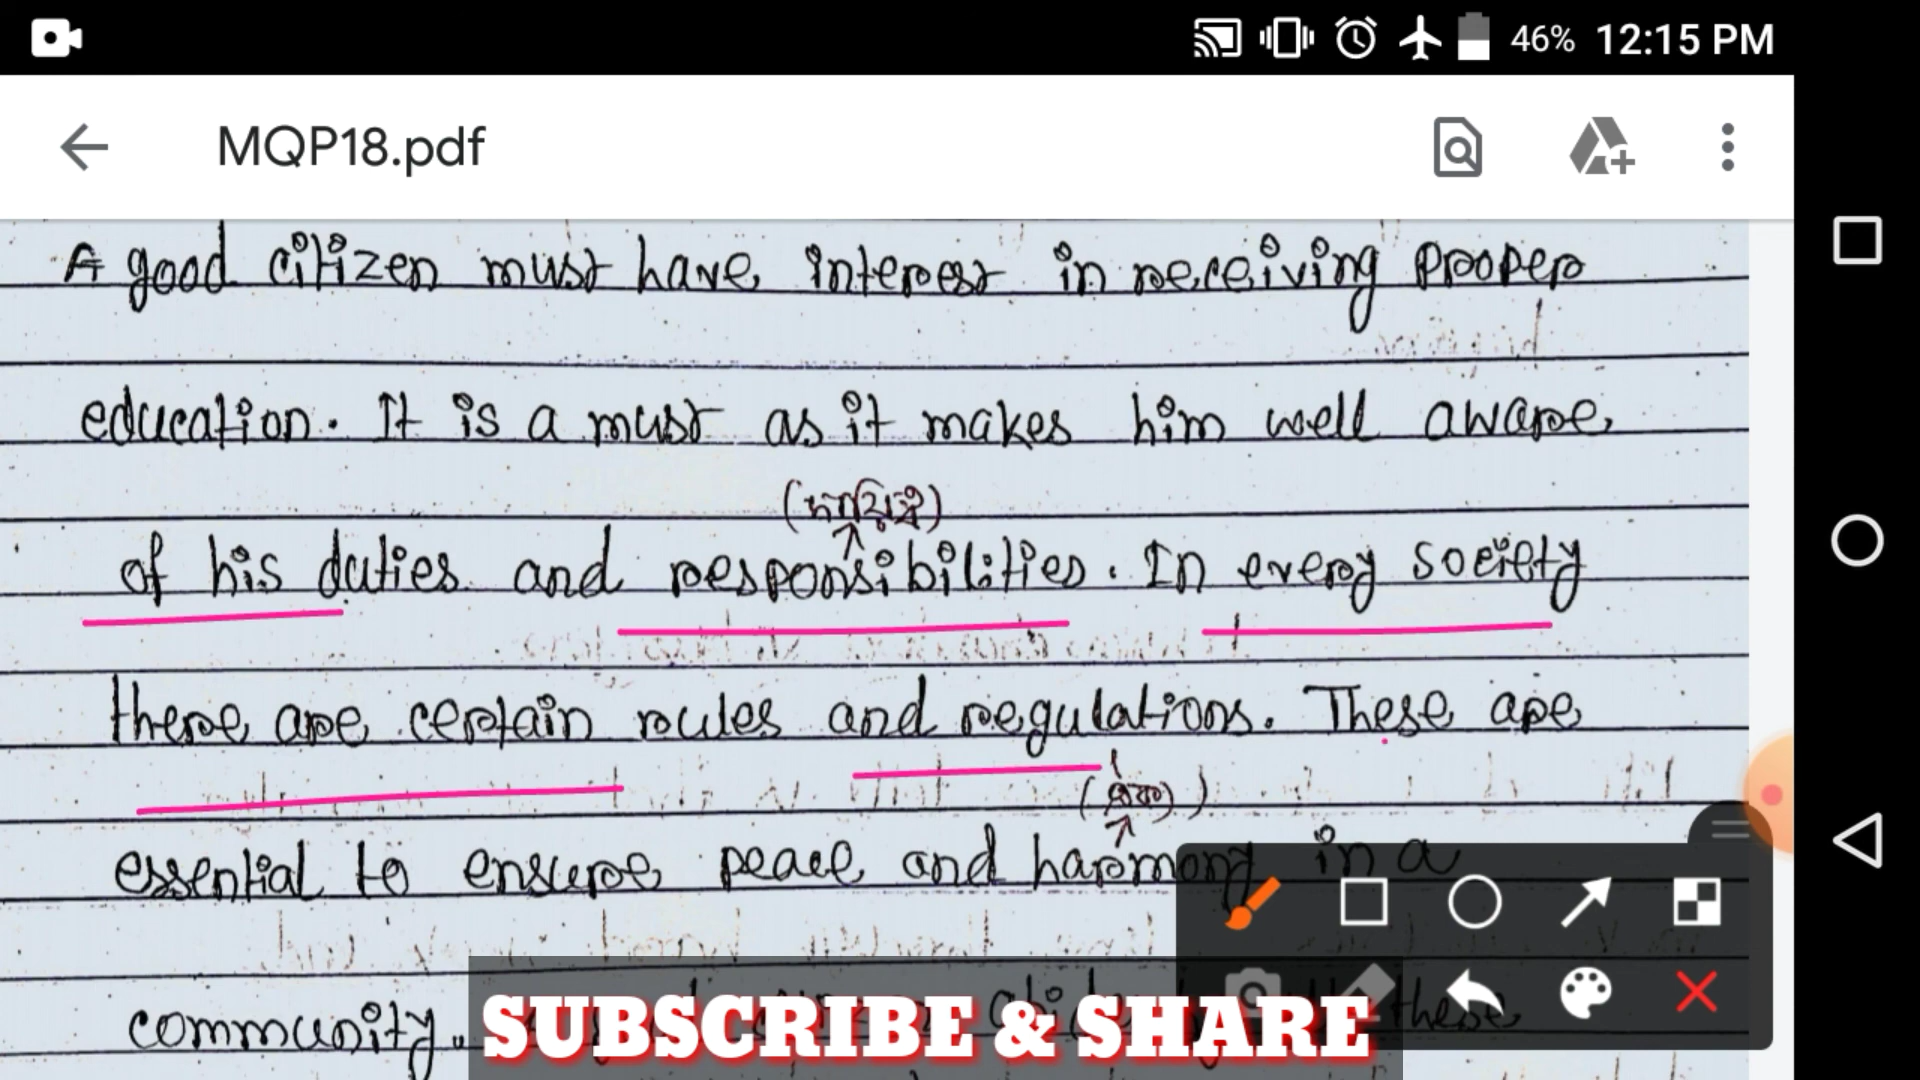 46% 12:15 PM
MQP18.pdf
A good citizen must have interest in receiving proper
education. It is a must as it makes him well aware
of his duties and responsibilities. In every society
there are certain rules and regulations. These are
essential to ensure peace and harmony in a
community.
these
SUBSCRIBE & SHARE